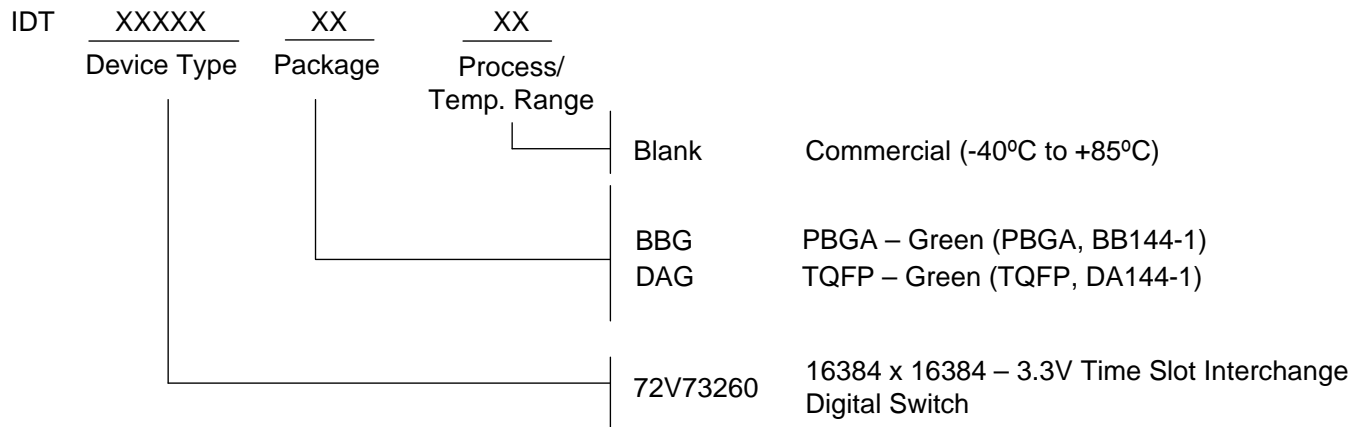 IDT XXXXX XX XX
Device Type Package Process/
Temp. Range
Blank Commercial (-40ºC to +85ºC)
BBG PBGA – Green (PBGA, BB144-1)
DAG TQFP – Green (TQFP, DA144-1)
72V73260 16384 x 16384 – 3.3V Time Slot Interchange
Digital Switch